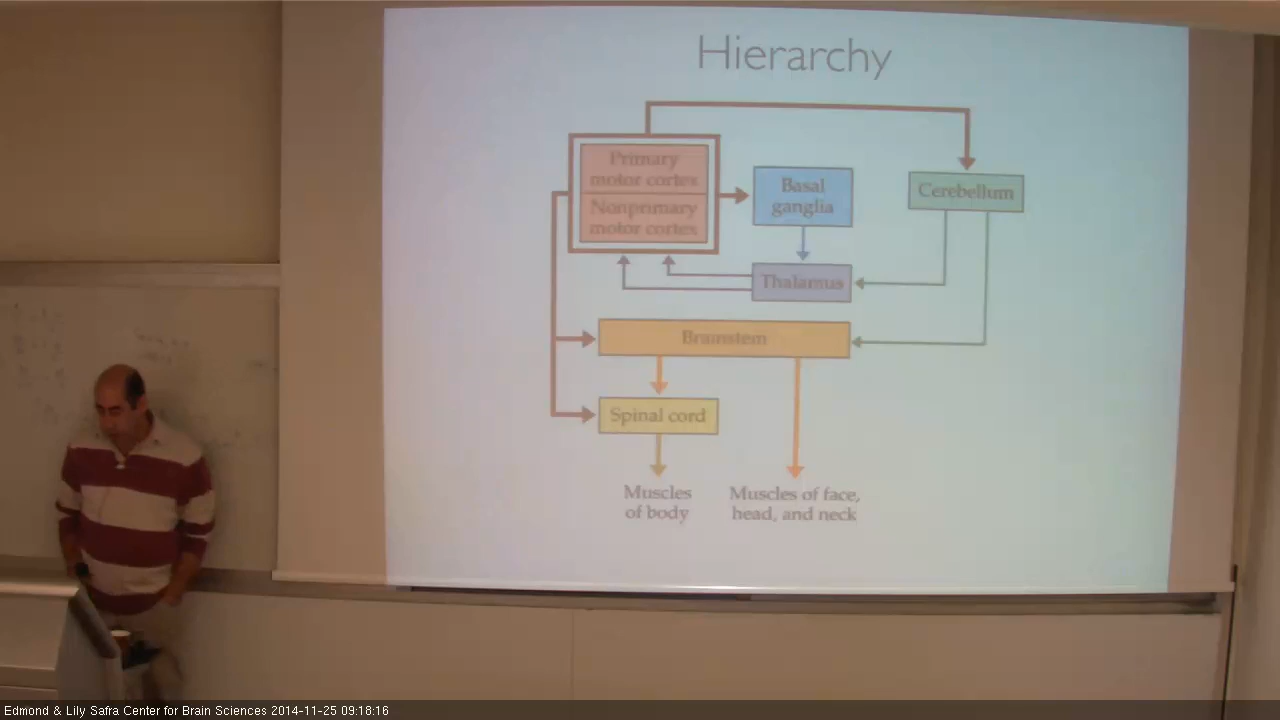 Hierarchy
Primary
motor cortex
Nonprimary
motor cortex
Basal
ganglia
Cerebellum
Thalamus
Brainstem
Spinal cord
Muscles
of body
Muscles of face,
head, and neck
Edmond & Lily Safra Center for Brain Sciences 2014-11-25 09:18:16